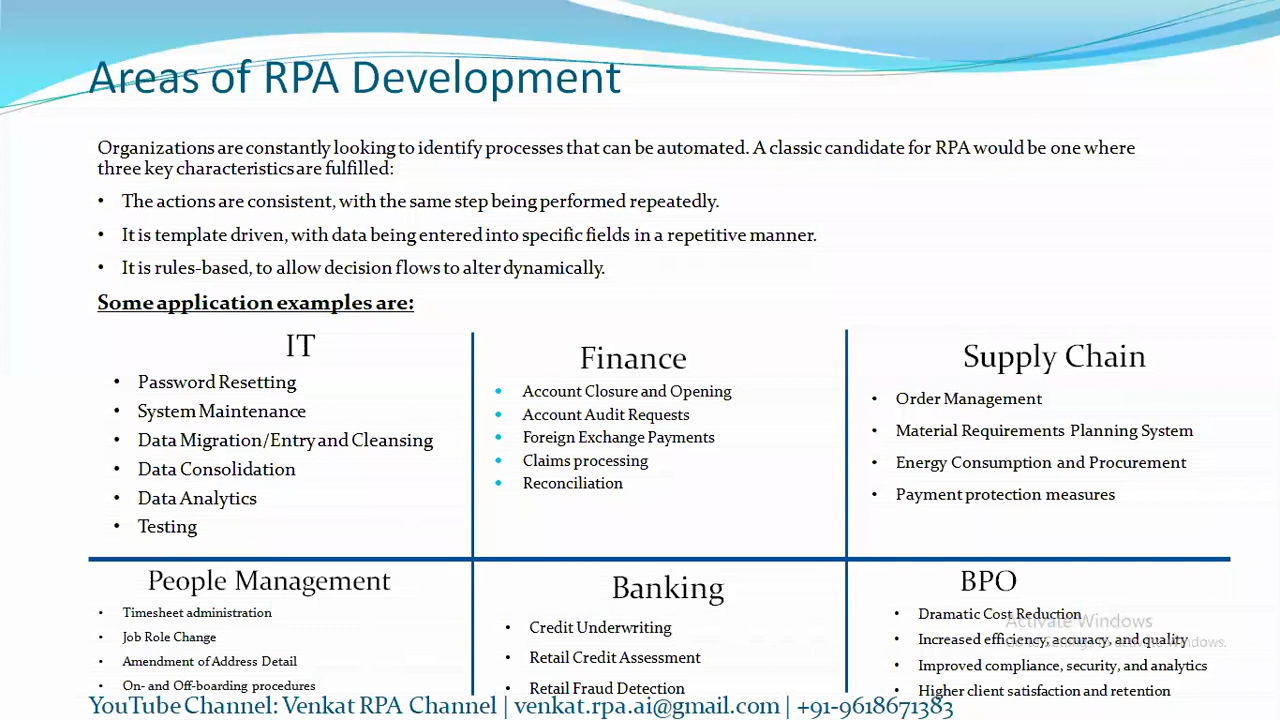 Areas of RPA Development
Organizations are constantly looking to identify processes that can be automated. A classic candidate for RPA would be one where
three key characteristics are fulfilled:
• The actions are consistent, with the same step being performed repeatedly.
• It is template driven, with data being entered into specific fields in a repetitive manner.
• It is rules-based, to allow decision flows to alter dynamically.
Some application examples are:
IT
• Password Resetting
• System Maintenance
• Data Migration/Entry and Cleansing
• Data Consolidation
• Data Analytics
• Testing
Finance
• Account Closure and Opening
• Account Audit Requests
• Foreign Exchange Payments
• Claims processing
• Reconciliation
Supply Chain
• Order Management
• Material Requirements Planning System
• Energy Consumption and Procurement
• Payment protection measures
People Management
• Timesheet administration
• Job Role Change
• Amendment of Address Detail
• On- and Off-boarding procedures
Banking
• Credit Underwriting
• Retail Credit Assessment
• Retail Fraud Detection
BPO
• Dramatic Cost Reduction
• Increased efficiency, accuracy, and quality
• Improved compliance, security, and analytics
• Higher client satisfaction and retention
Activate Windows
Go to Settings to activate Windows.
YouTube Channel: Venkat RPA Channel | venkat.rpa.ai@gmail.com | +91-9618671383